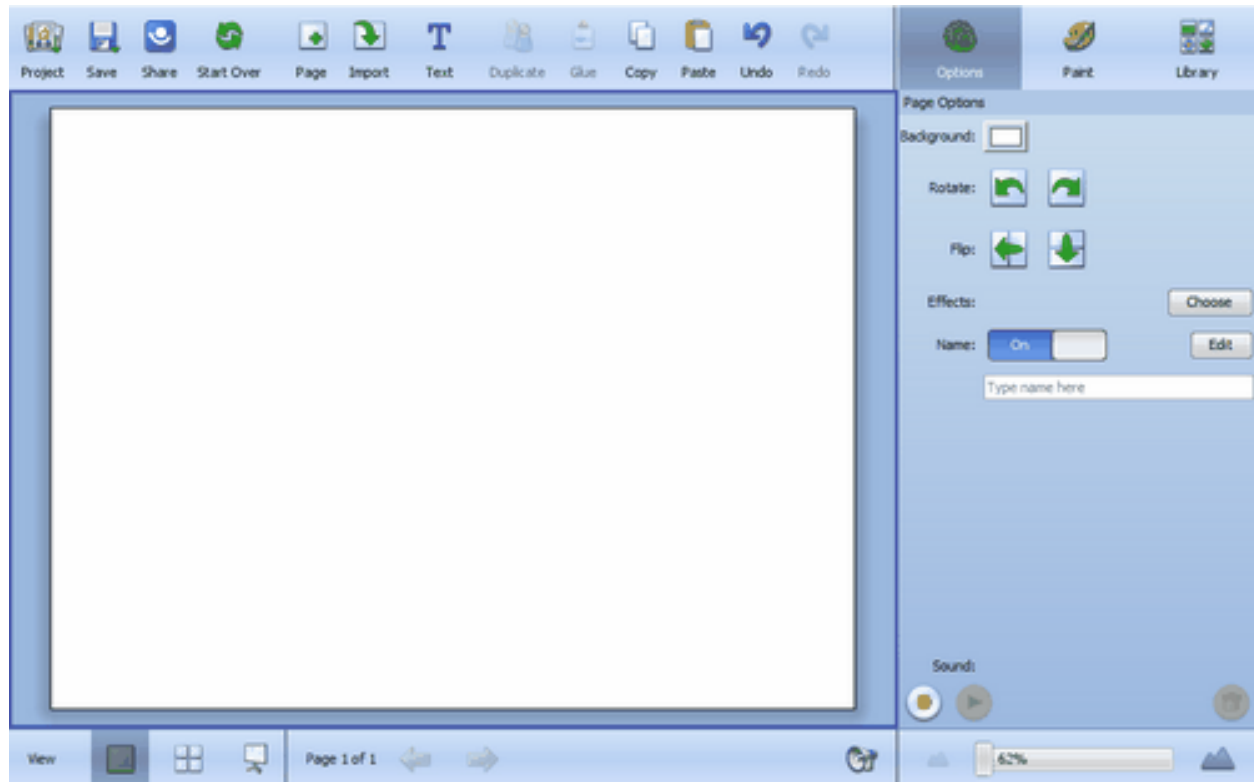 Project Save Share Start Over Page Import Text Duplicate Glue Copy Paste Undo Redo Options Paint Library
Page Options
Background:
Rotate:
Flip:
Effects: Choose
Name: On Edit
Type name here
Sound:
View Page 1 of 1 62%